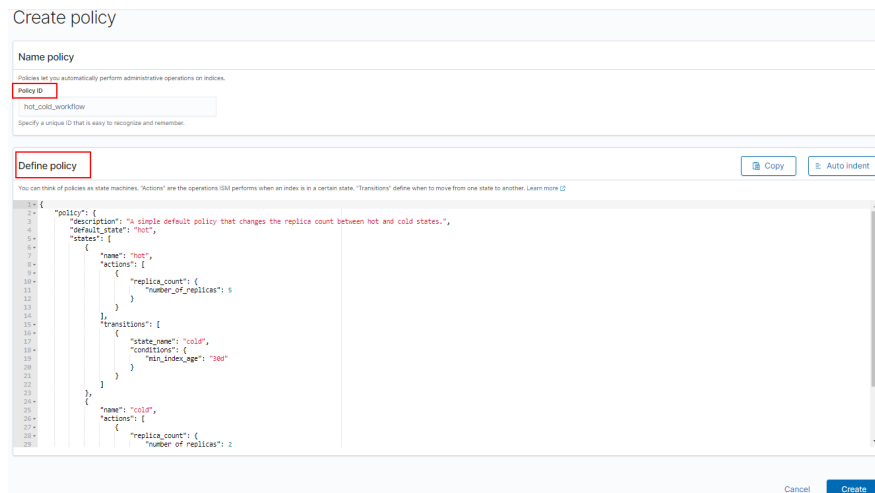 Create policy
Name policy
Policies let you automatically perform administrative operations on indices.
Policy ID
hot_cold_workflow
Specify a unique ID that is easy to recognize and remember.
Define policy
Copy
Auto indent
You can think of policies as state machines. "Actions" are the operations ISM performs when an index is in a certain state. "Transitions" define when to move from one state to another. Learn more
1 {
2 "policy": {
3 "description": "A simple default policy that changes the replica count between hot and cold states.",
4 "default_state": "hot",
5 "states": [
6 {
7 "name": "hot",
8 "actions": [
9 {
10 "replica_count": {
11 "number_of_replicas": 5
12 }
13 }
14 ],
15 "transitions": [
16 {
17 "state_name": "cold",
18 "conditions": {
19 "min_index_age": "30d"
20 }
21 }
22 ]
23 },
24 {
25 "name": "cold",
26 "actions": [
27 {
28 "replica_count": {
29 "number_of_replicas": 2
Cancel
Create